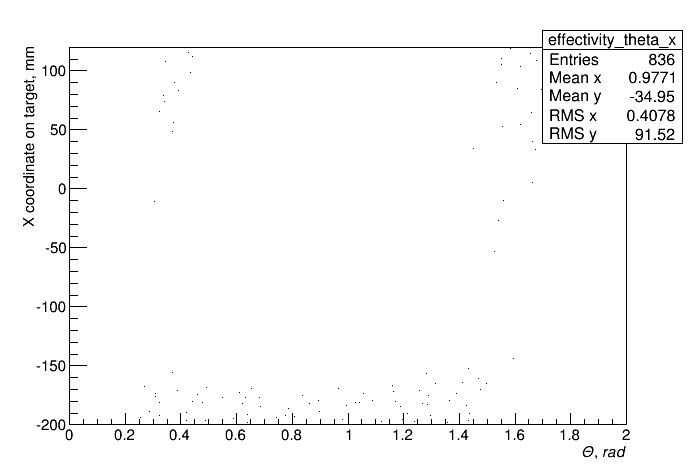 effectivity_theta_x
Entries 836
Mean x 0.9771
Mean y -34.95
RMS x 0.4078
RMS y 91.52
X coordinate on target, mm
100
50
0
-50
-100
-150
-200
0 0.2 0.4 0.6 0.8 1 1.2 1.4 1.6 1.8 2
Θ, rad